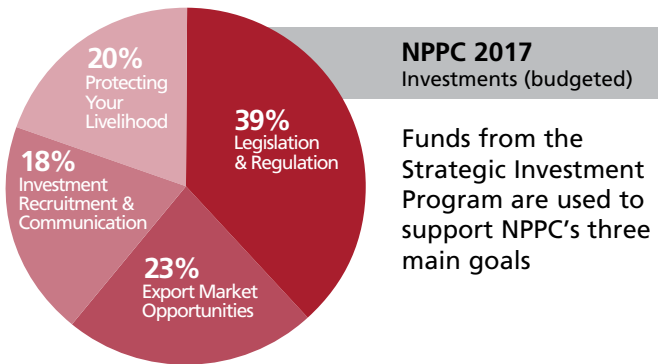 20%
Protecting
Your
Livelihood
39%
Legislation
& Regulation
18%
Investment
Recruitment &
Communication
23%
Export Market
Opportunities
NPPC 2017
Investments (budgeted)
Funds from the
Strategic Investment
Program are used to
support NPPC’s three
main goals